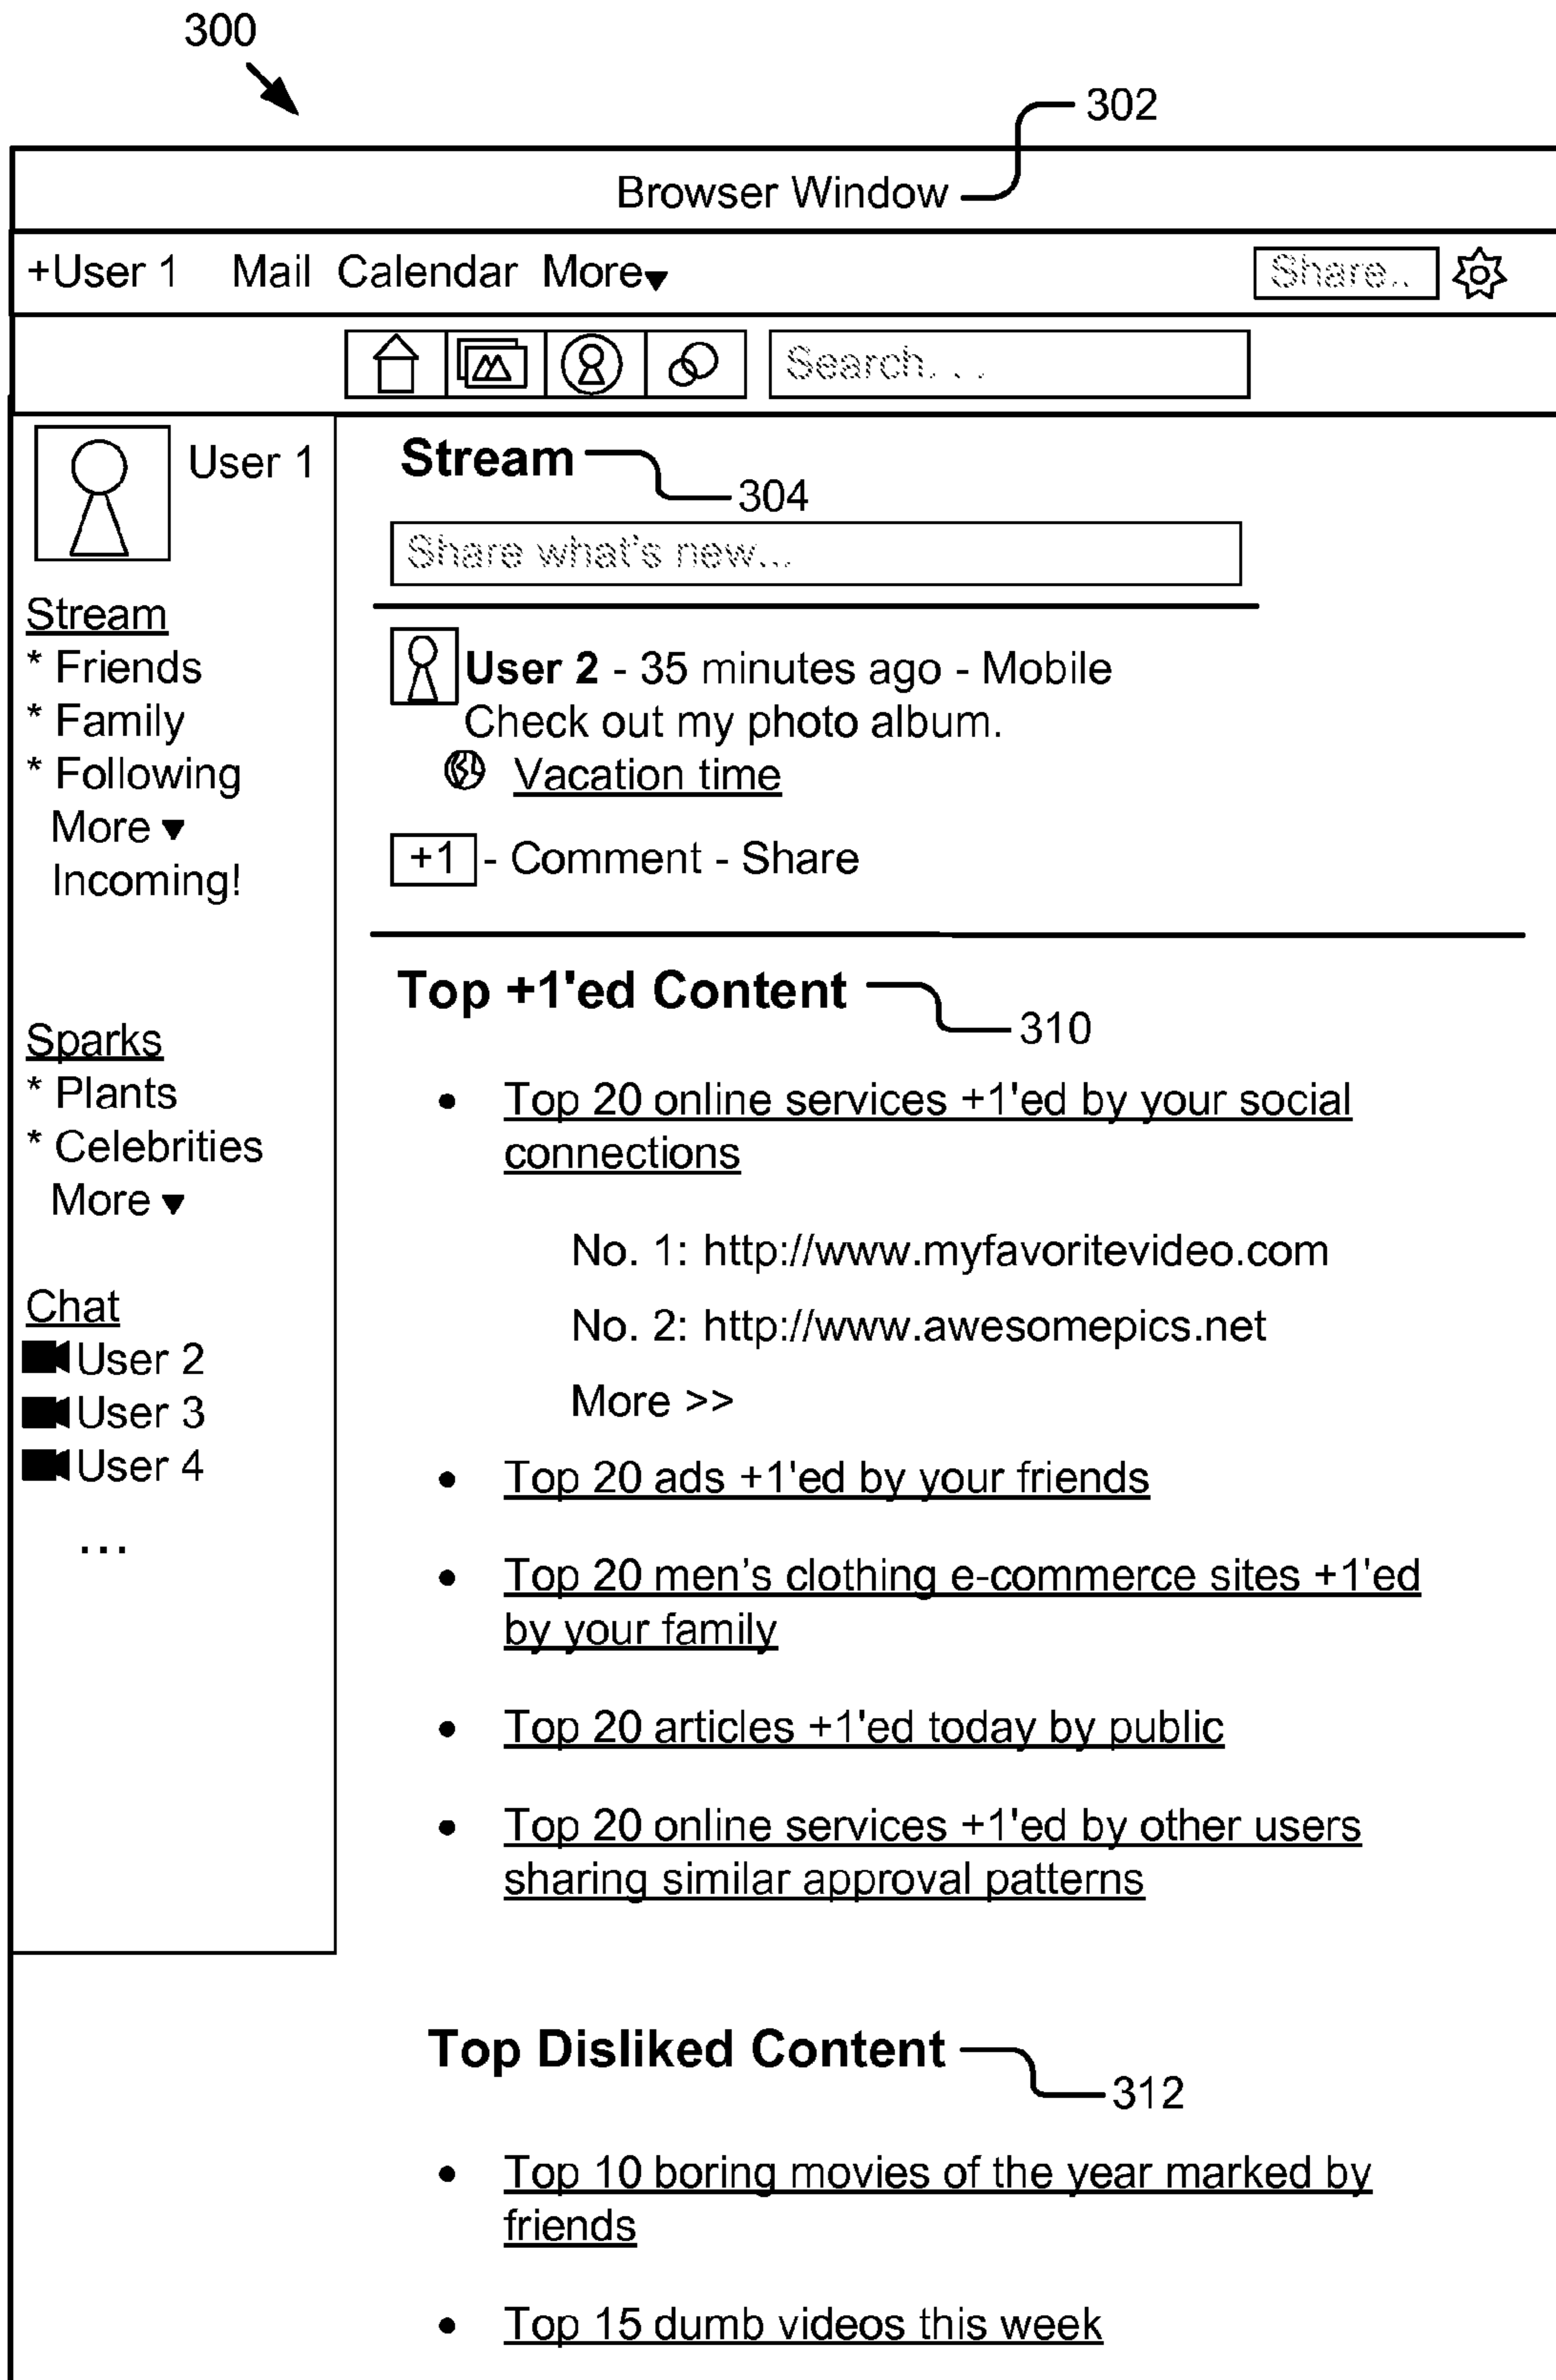 300
302
Browser Window
+User 1 Mail Calendar More▾ Share..
Search. . .
User 1
Stream
* Friends
* Family
* Following
More ▾
Incoming!
Sparks
* Plants
* Celebrities
More ▾
Chat
User 2
User 3
User 4
...
Stream
304
Share what's new...
User 2 - 35 minutes ago - Mobile
Check out my photo album.
Vacation time
+1 - Comment - Share
Top +1'ed Content
310
• Top 20 online services +1'ed by your social
connections
No. 1: http://www.myfavoritevideo.com
No. 2: http://www.awesomepics.net
More >>
• Top 20 ads +1'ed by your friends
• Top 20 men’s clothing e-commerce sites +1'ed
by your family
• Top 20 articles +1'ed today by public
• Top 20 online services +1'ed by other users
sharing similar approval patterns
Top Disliked Content
312
• Top 10 boring movies of the year marked by
friends
• Top 15 dumb videos this week